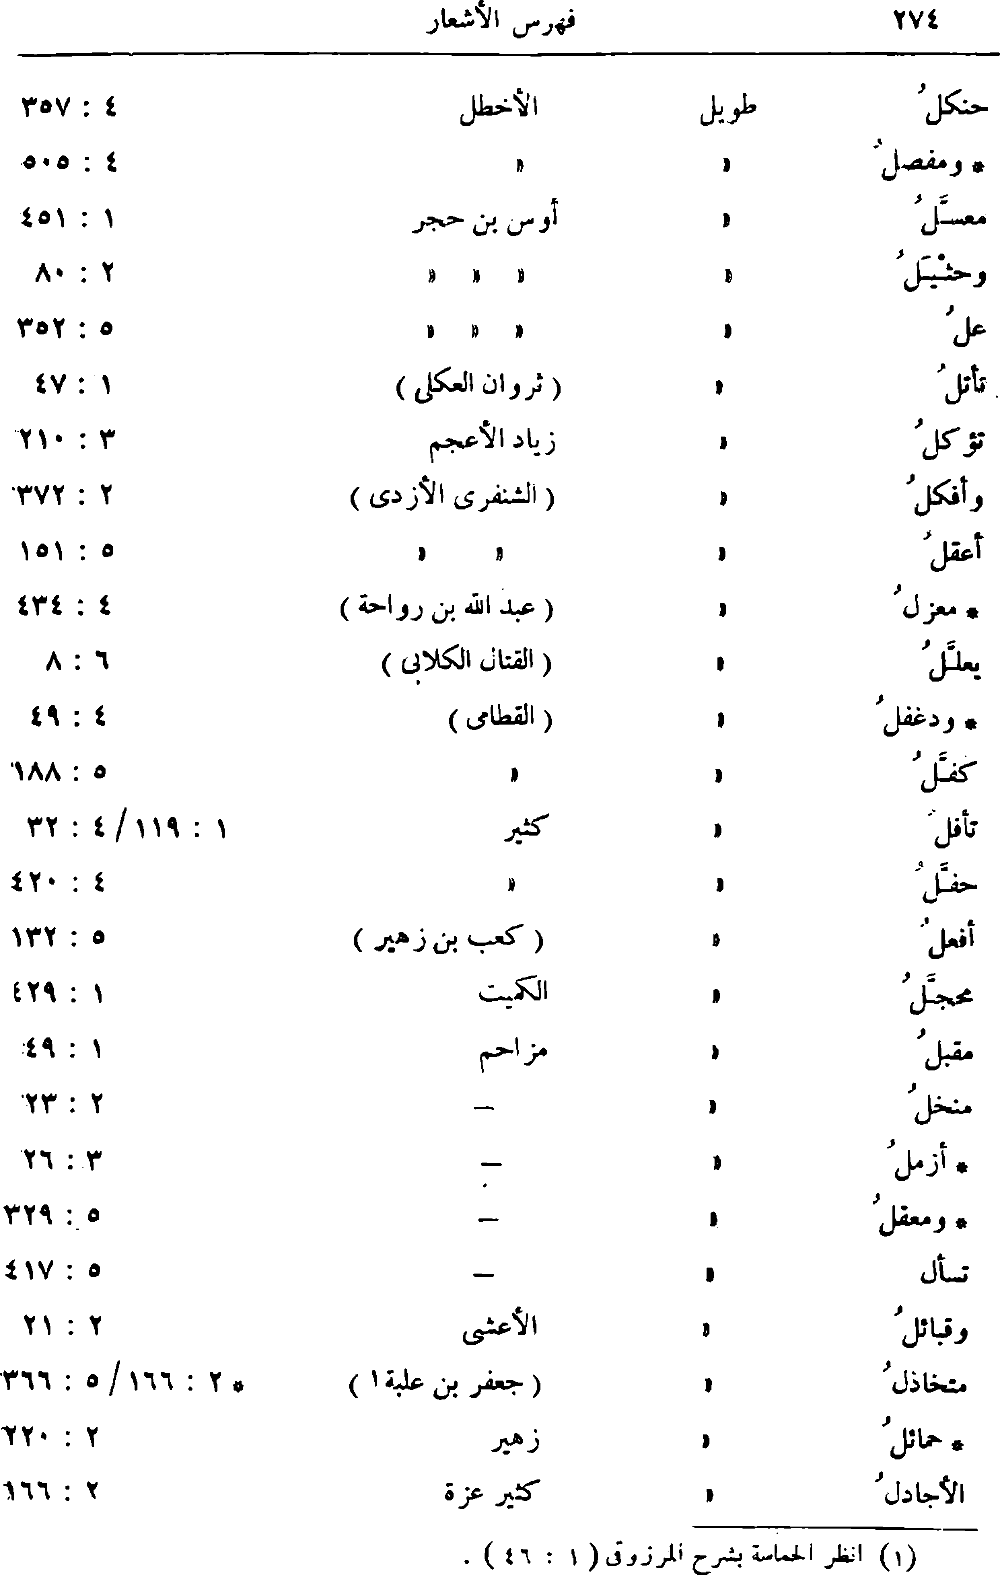 ٢٧٤ فهرس الأشعار
حنكلُ طويل الأخطل ٤ : ٣٥٧
* ومفصلُ » » ٤ : ٥٠٥
معسَّلُ » أوس بن حجر ١ : ٤٥١
وحثْيَلُ » » » » ٢ : ٨٠
علُ » » » » ٥ : ٣٥٢
تأتلُ » ( ثروان العكلى ) ١ : ٤٧
تؤكلُ » زياد الأعجم ٣ : ٢١٠
وأفكلُ » ( الشنفرى الأزدى ) ٢ : ٣٧٢
أعقلُ » » » ٥ : ١٥١
* معزلُ » ( عبد الله بن رواحة ) ٤ : ٤٣٤
يعلَّلُ » ( القتال الكلابى ) ٦ : ٨
* ودغفلُ » ( القطامى ) ٤ : ٤٩
كفَّلُ » » ٥ : ١٨٨
تأفلُ » كثير ١ : ١١٩ / ٤ : ٣٢
حفَّلُ » » ٤ : ٤٢٠
أفعلُ » ( كعب بن زهير ) ٥ : ١٣٢
محجَّلُ » الكميت ١ : ٤٢٩
مقبلُ » مزاحم ١ : ٤٩
منخلُ » — ٢ : ٢٣
* أزملُ » — ٣ : ٢٦
* ومعقلُ » — ٥ : ٣٢٩
تسأل » — ٥ : ٤١٧
وقبائلُ » الأعشى ٢ : ٢١
متخاذلُ » ( جعفر بن علبة١ ) * ٢ : ١٦٦ / ٥ : ٣٦٦
* حمائلُ » زهير ٢ : ٢٢٠
الأجادلُ » كثير عزة ٢ : ١٦٦
(١) انظر الحماسة بشرح المرزوقى ( ١ : ٤٦ ) .